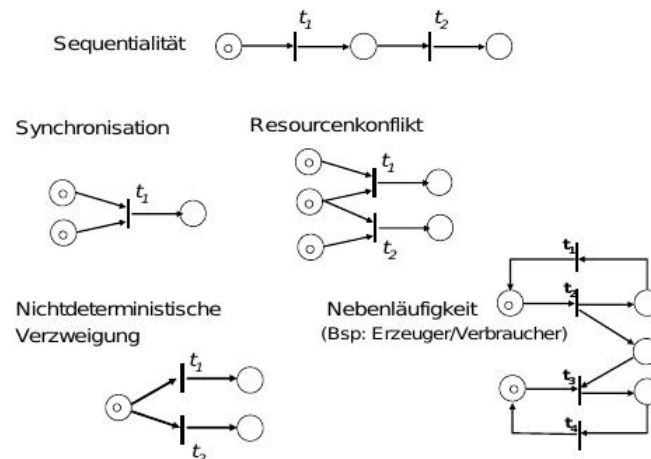 Sequentialität
t1
t2
Synchronisation
Resourcenkonflikt
t1
t1
t2
Nichtdeterministische
Verzweigung
t1
t2
Nebenläufigkeit
(Bsp: Erzeuger/Verbraucher)
t1
t2
t3
t4